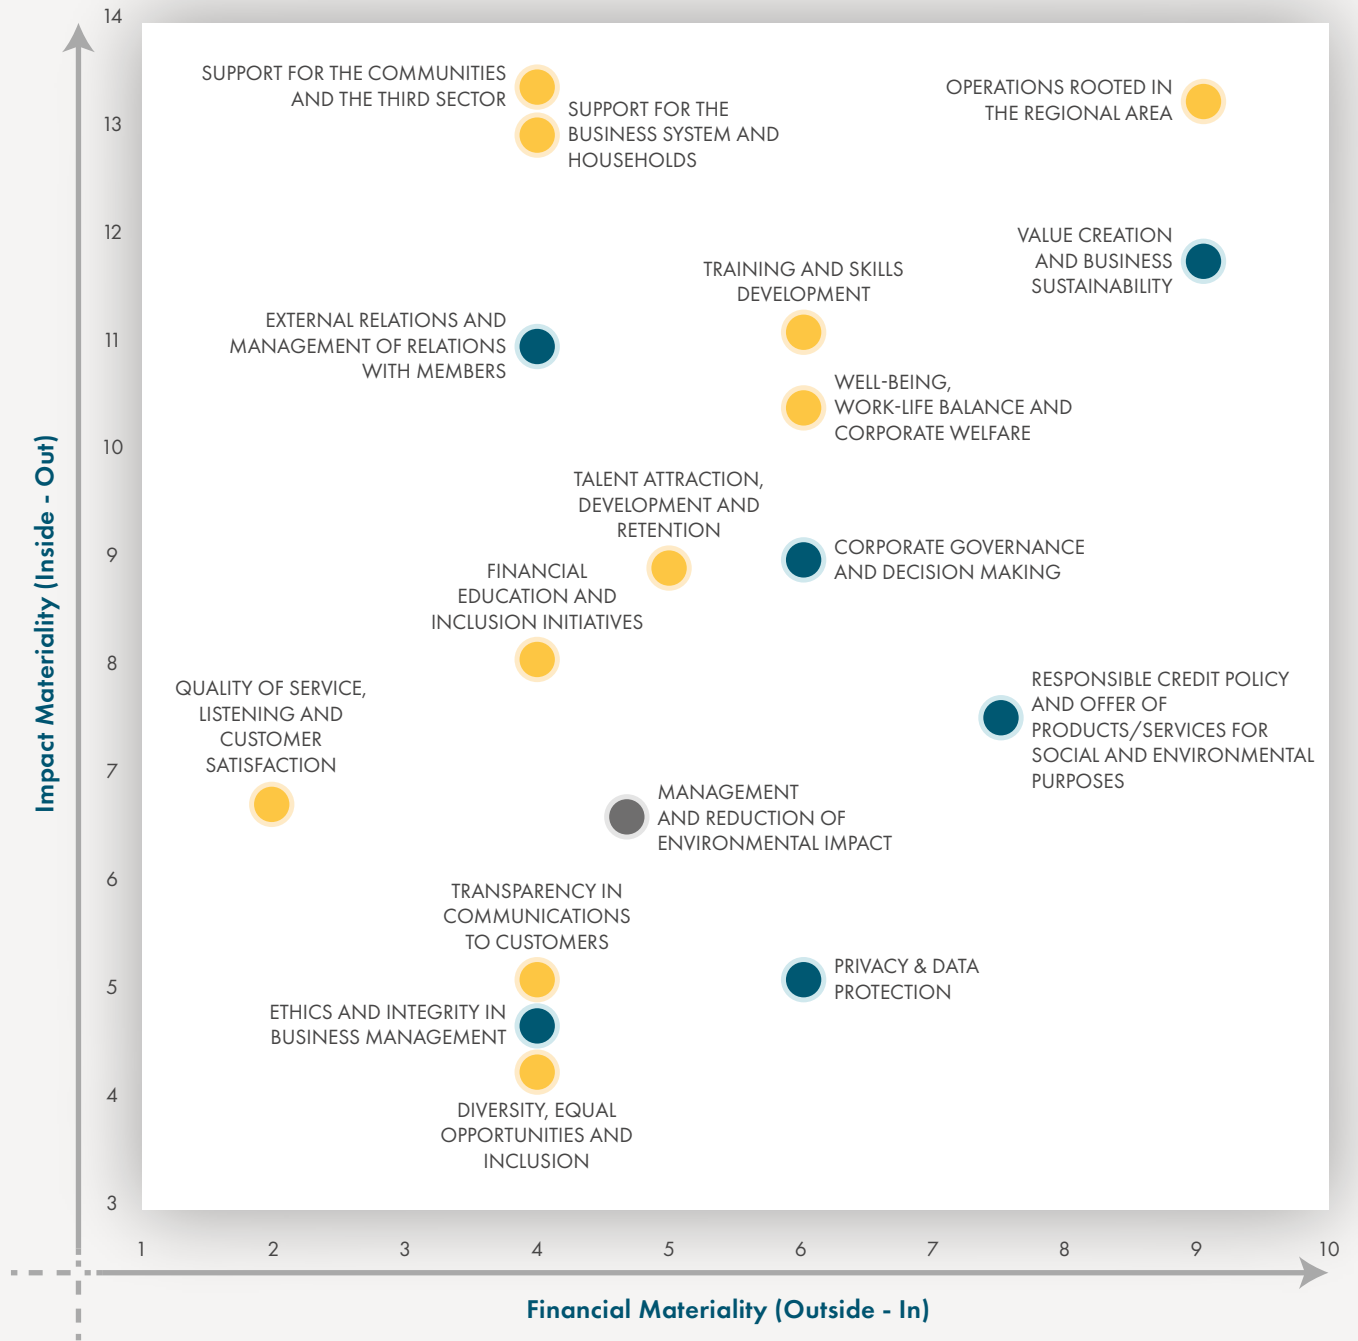 14
SUPPORT FOR THE COMMUNITIES
AND THE THIRD SECTOR
OPERATIONS ROOTED IN
THE REGIONAL AREA
13
SUPPORT FOR THE
BUSINESS SYSTEM AND
HOUSEHOLDS
12
VALUE CREATION
AND BUSINESS
SUSTAINABILITY
TRAINING AND SKILLS
DEVELOPMENT
11
EXTERNAL RELATIONS AND
MANAGEMENT OF RELATIONS
WITH MEMBERS
WELL-BEING,
WORK-LIFE BALANCE AND
CORPORATE WELFARE
10
TALENT ATTRACTION,
DEVELOPMENT AND
RETENTION
9
CORPORATE GOVERNANCE
AND DECISION MAKING
FINANCIAL
EDUCATION AND
INCLUSION INITIATIVES
8
RESPONSIBLE CREDIT POLICY
AND OFFER OF
PRODUCTS/SERVICES FOR
SOCIAL AND ENVIRONMENTAL
PURPOSES
QUALITY OF SERVICE,
LISTENING AND
CUSTOMER
SATISFACTION
7
MANAGEMENT
AND REDUCTION OF
ENVIRONMENTAL IMPACT
6
TRANSPARENCY IN
COMMUNICATIONS
TO CUSTOMERS
5
PRIVACY & DATA
PROTECTION
ETHICS AND INTEGRITY IN
BUSINESS MANAGEMENT
4
DIVERSITY, EQUAL
OPPORTUNITIES AND
INCLUSION
3
Impact Materiality (Inside - Out)
1 2 3 4 5 6 7 8 9 10
Financial Materiality (Outside - In)